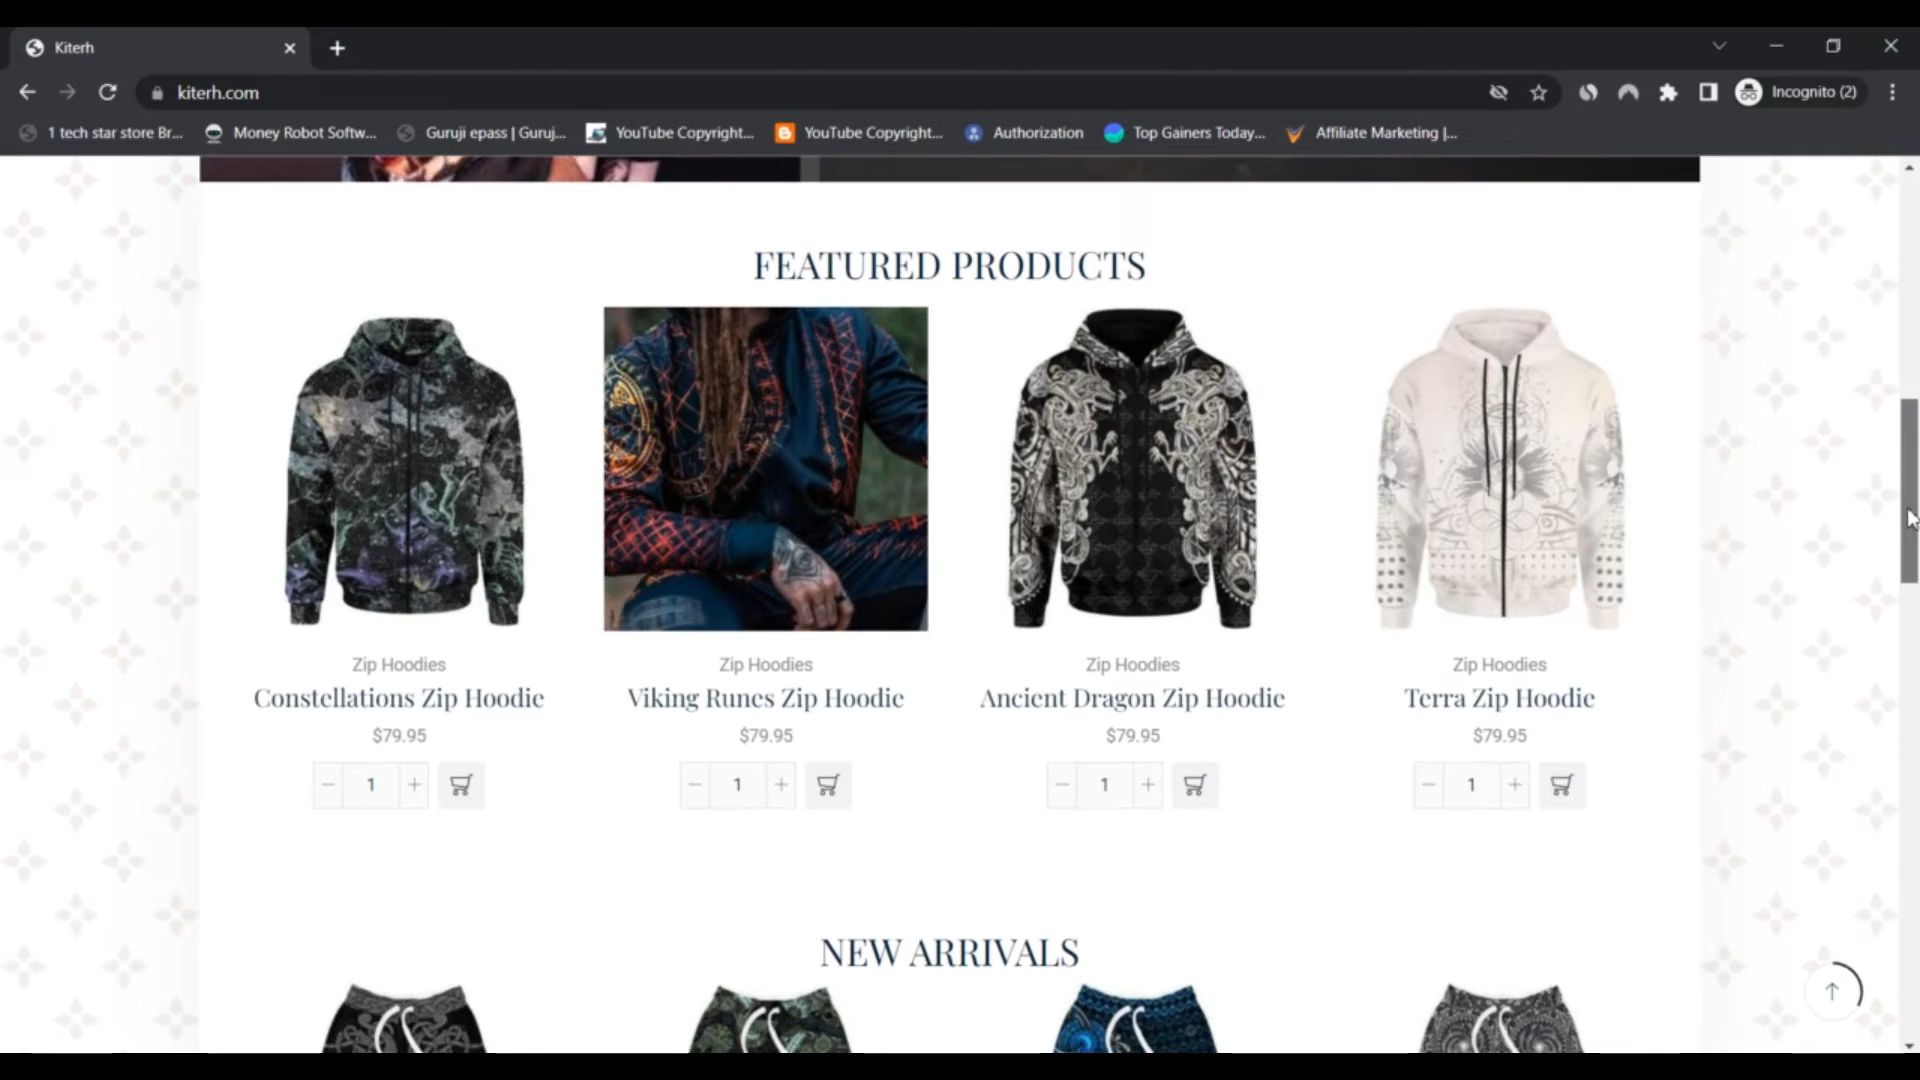 Kiterh
kiterh.com
Incognito (2)
1 tech star store Br...
Money Robot Softw...
Guruji epass | Guruj...
YouTube Copyright...
YouTube Copyright...
Authorization
Top Gainers Today...
Affiliate Marketing |...
FEATURED PRODUCTS
Zip Hoodies
Constellations Zip Hoodie
$79.95
1
Zip Hoodies
Viking Runes Zip Hoodie
$79.95
1
Zip Hoodies
Ancient Dragon Zip Hoodie
$79.95
1
Zip Hoodies
Terra Zip Hoodie
$79.95
1
NEW ARRIVALS